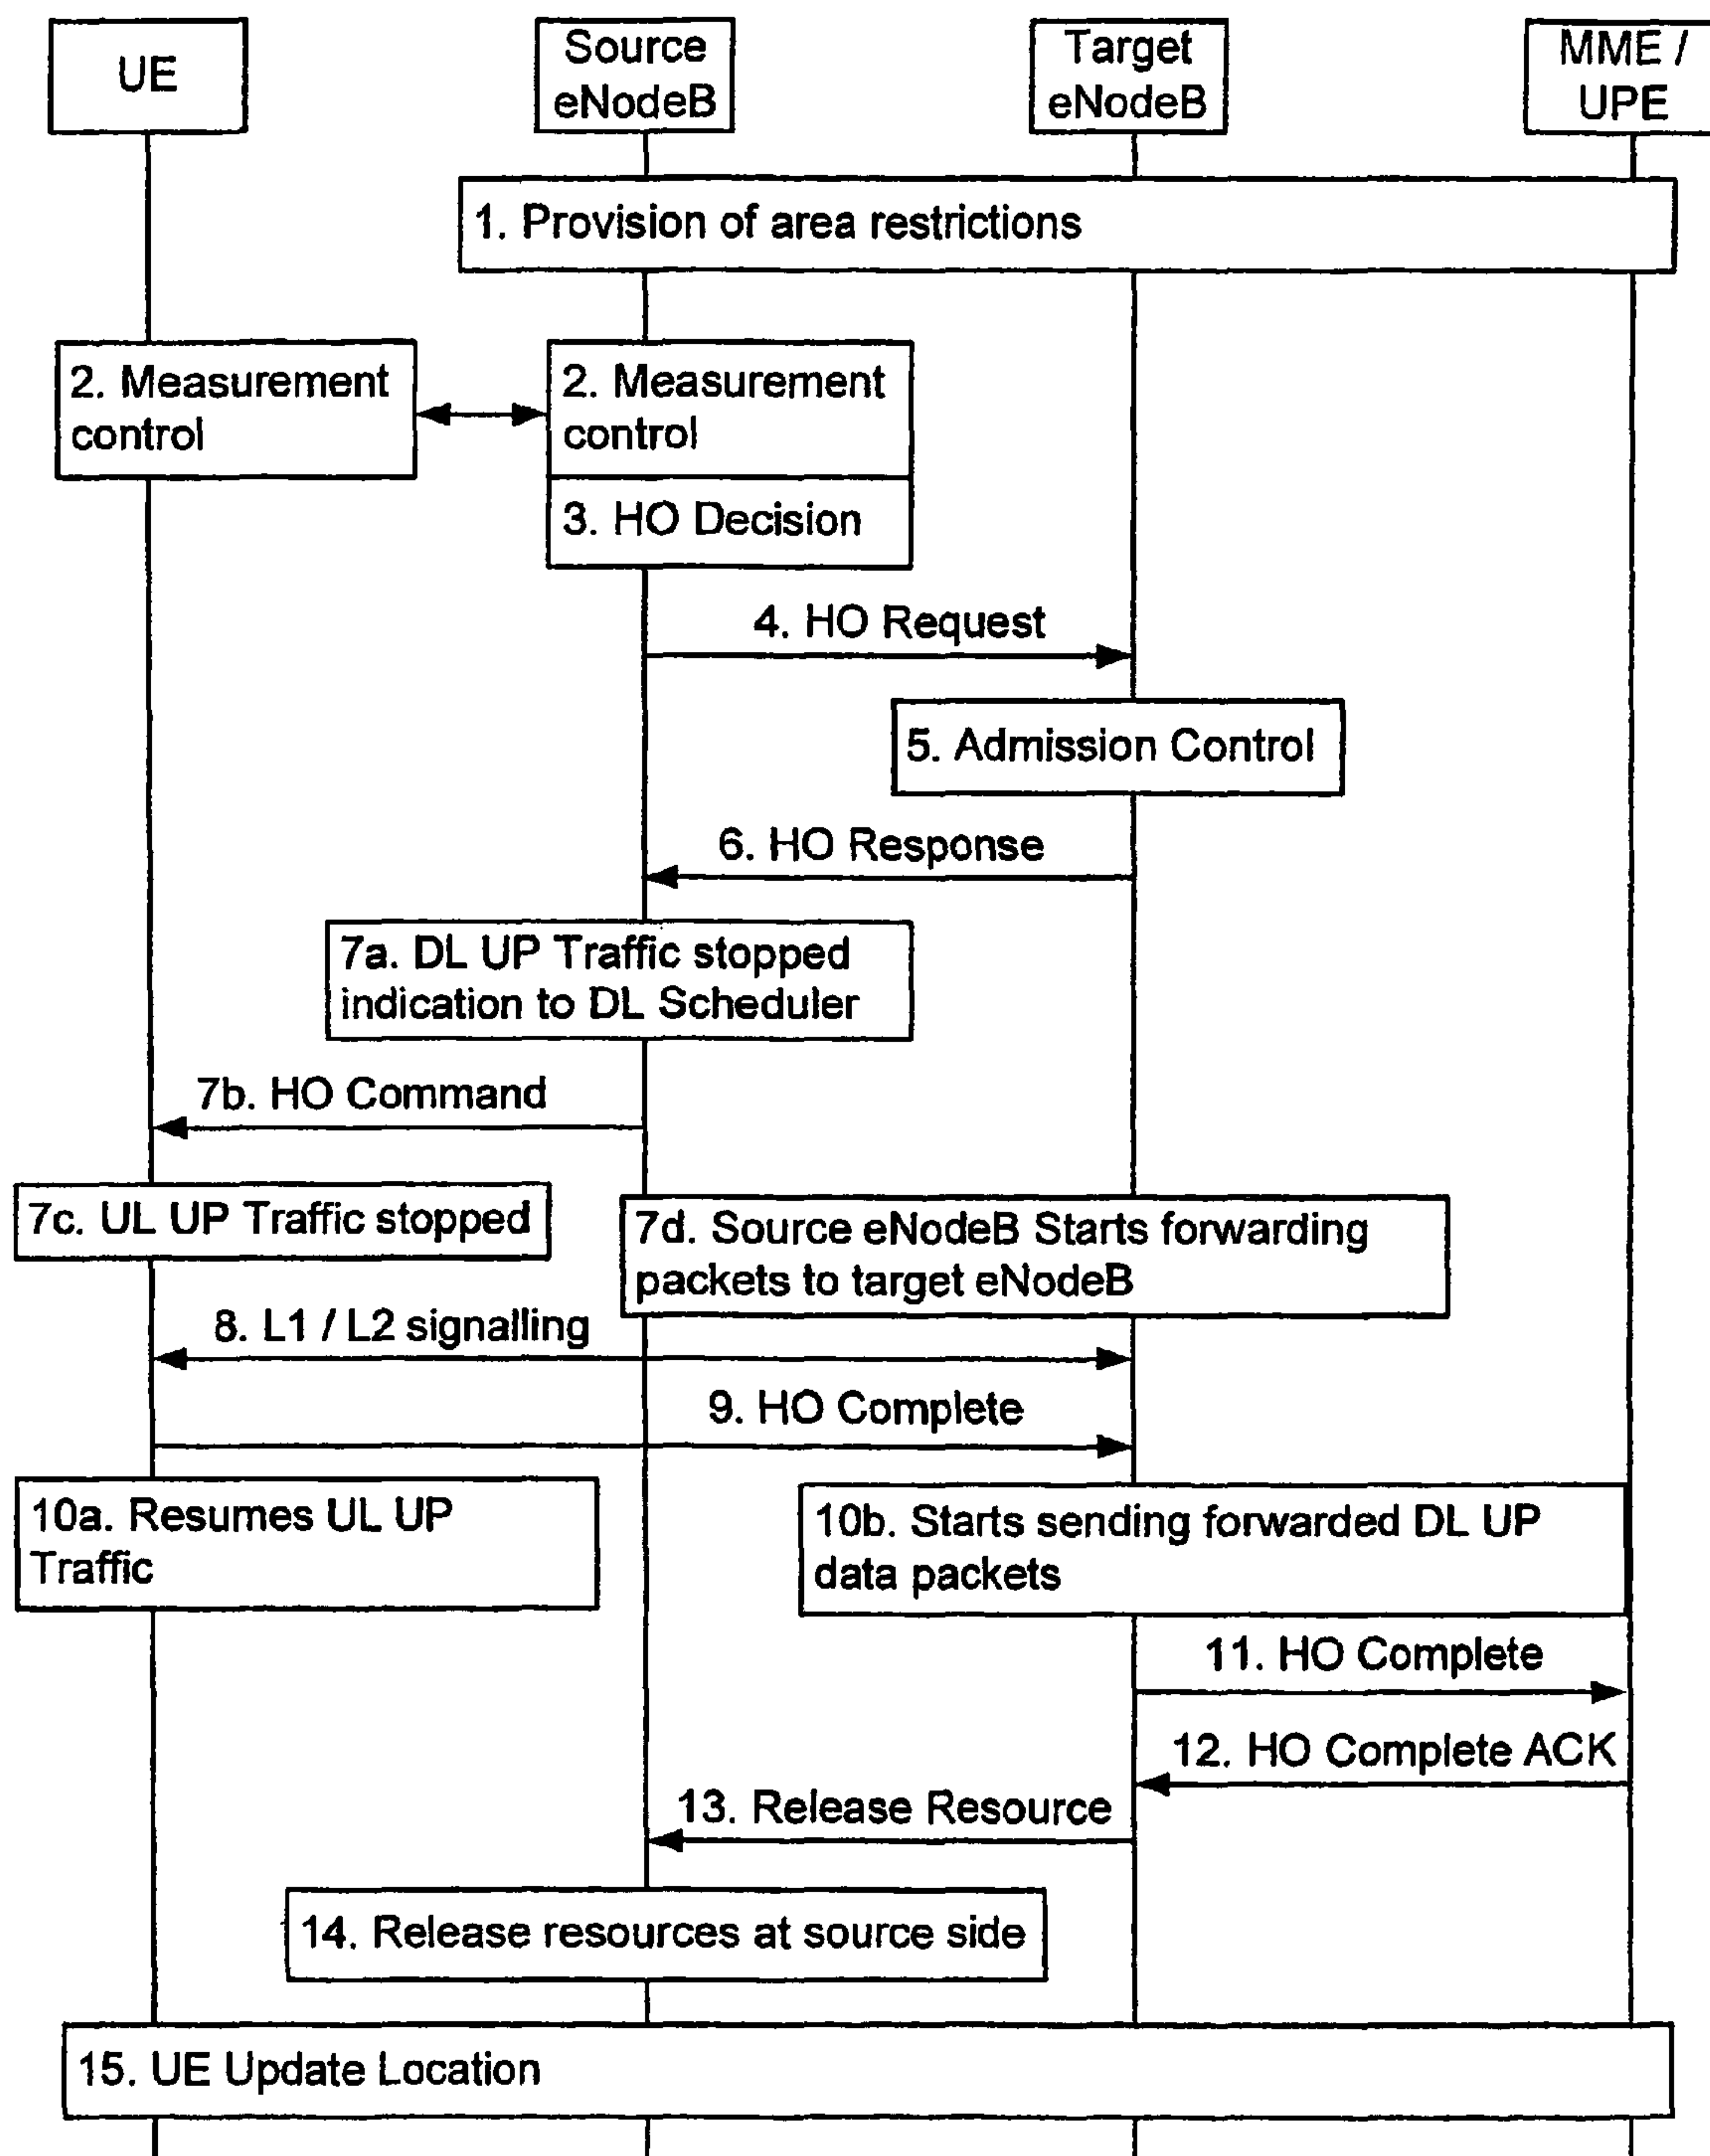 UE
Source
eNodeB
Target
eNodeB
MME /
UPE
1. Provision of area restrictions
2. Measurement
control
2. Measurement
control
3. HO Decision
4. HO Request
5. Admission Control
6. HO Response
7a. DL UP Traffic stopped
indication to DL Scheduler
7b. HO Command
7c. UL UP Traffic stopped
7d. Source eNodeB Starts forwarding
packets to target eNodeB
8. L1 / L2 signalling
9. HO Complete
10a. Resumes UL UP
Traffic
10b. Starts sending forwarded DL UP
data packets
11. HO Complete
12. HO Complete ACK
13. Release Resource
14. Release resources at source side
15. UE Update Location